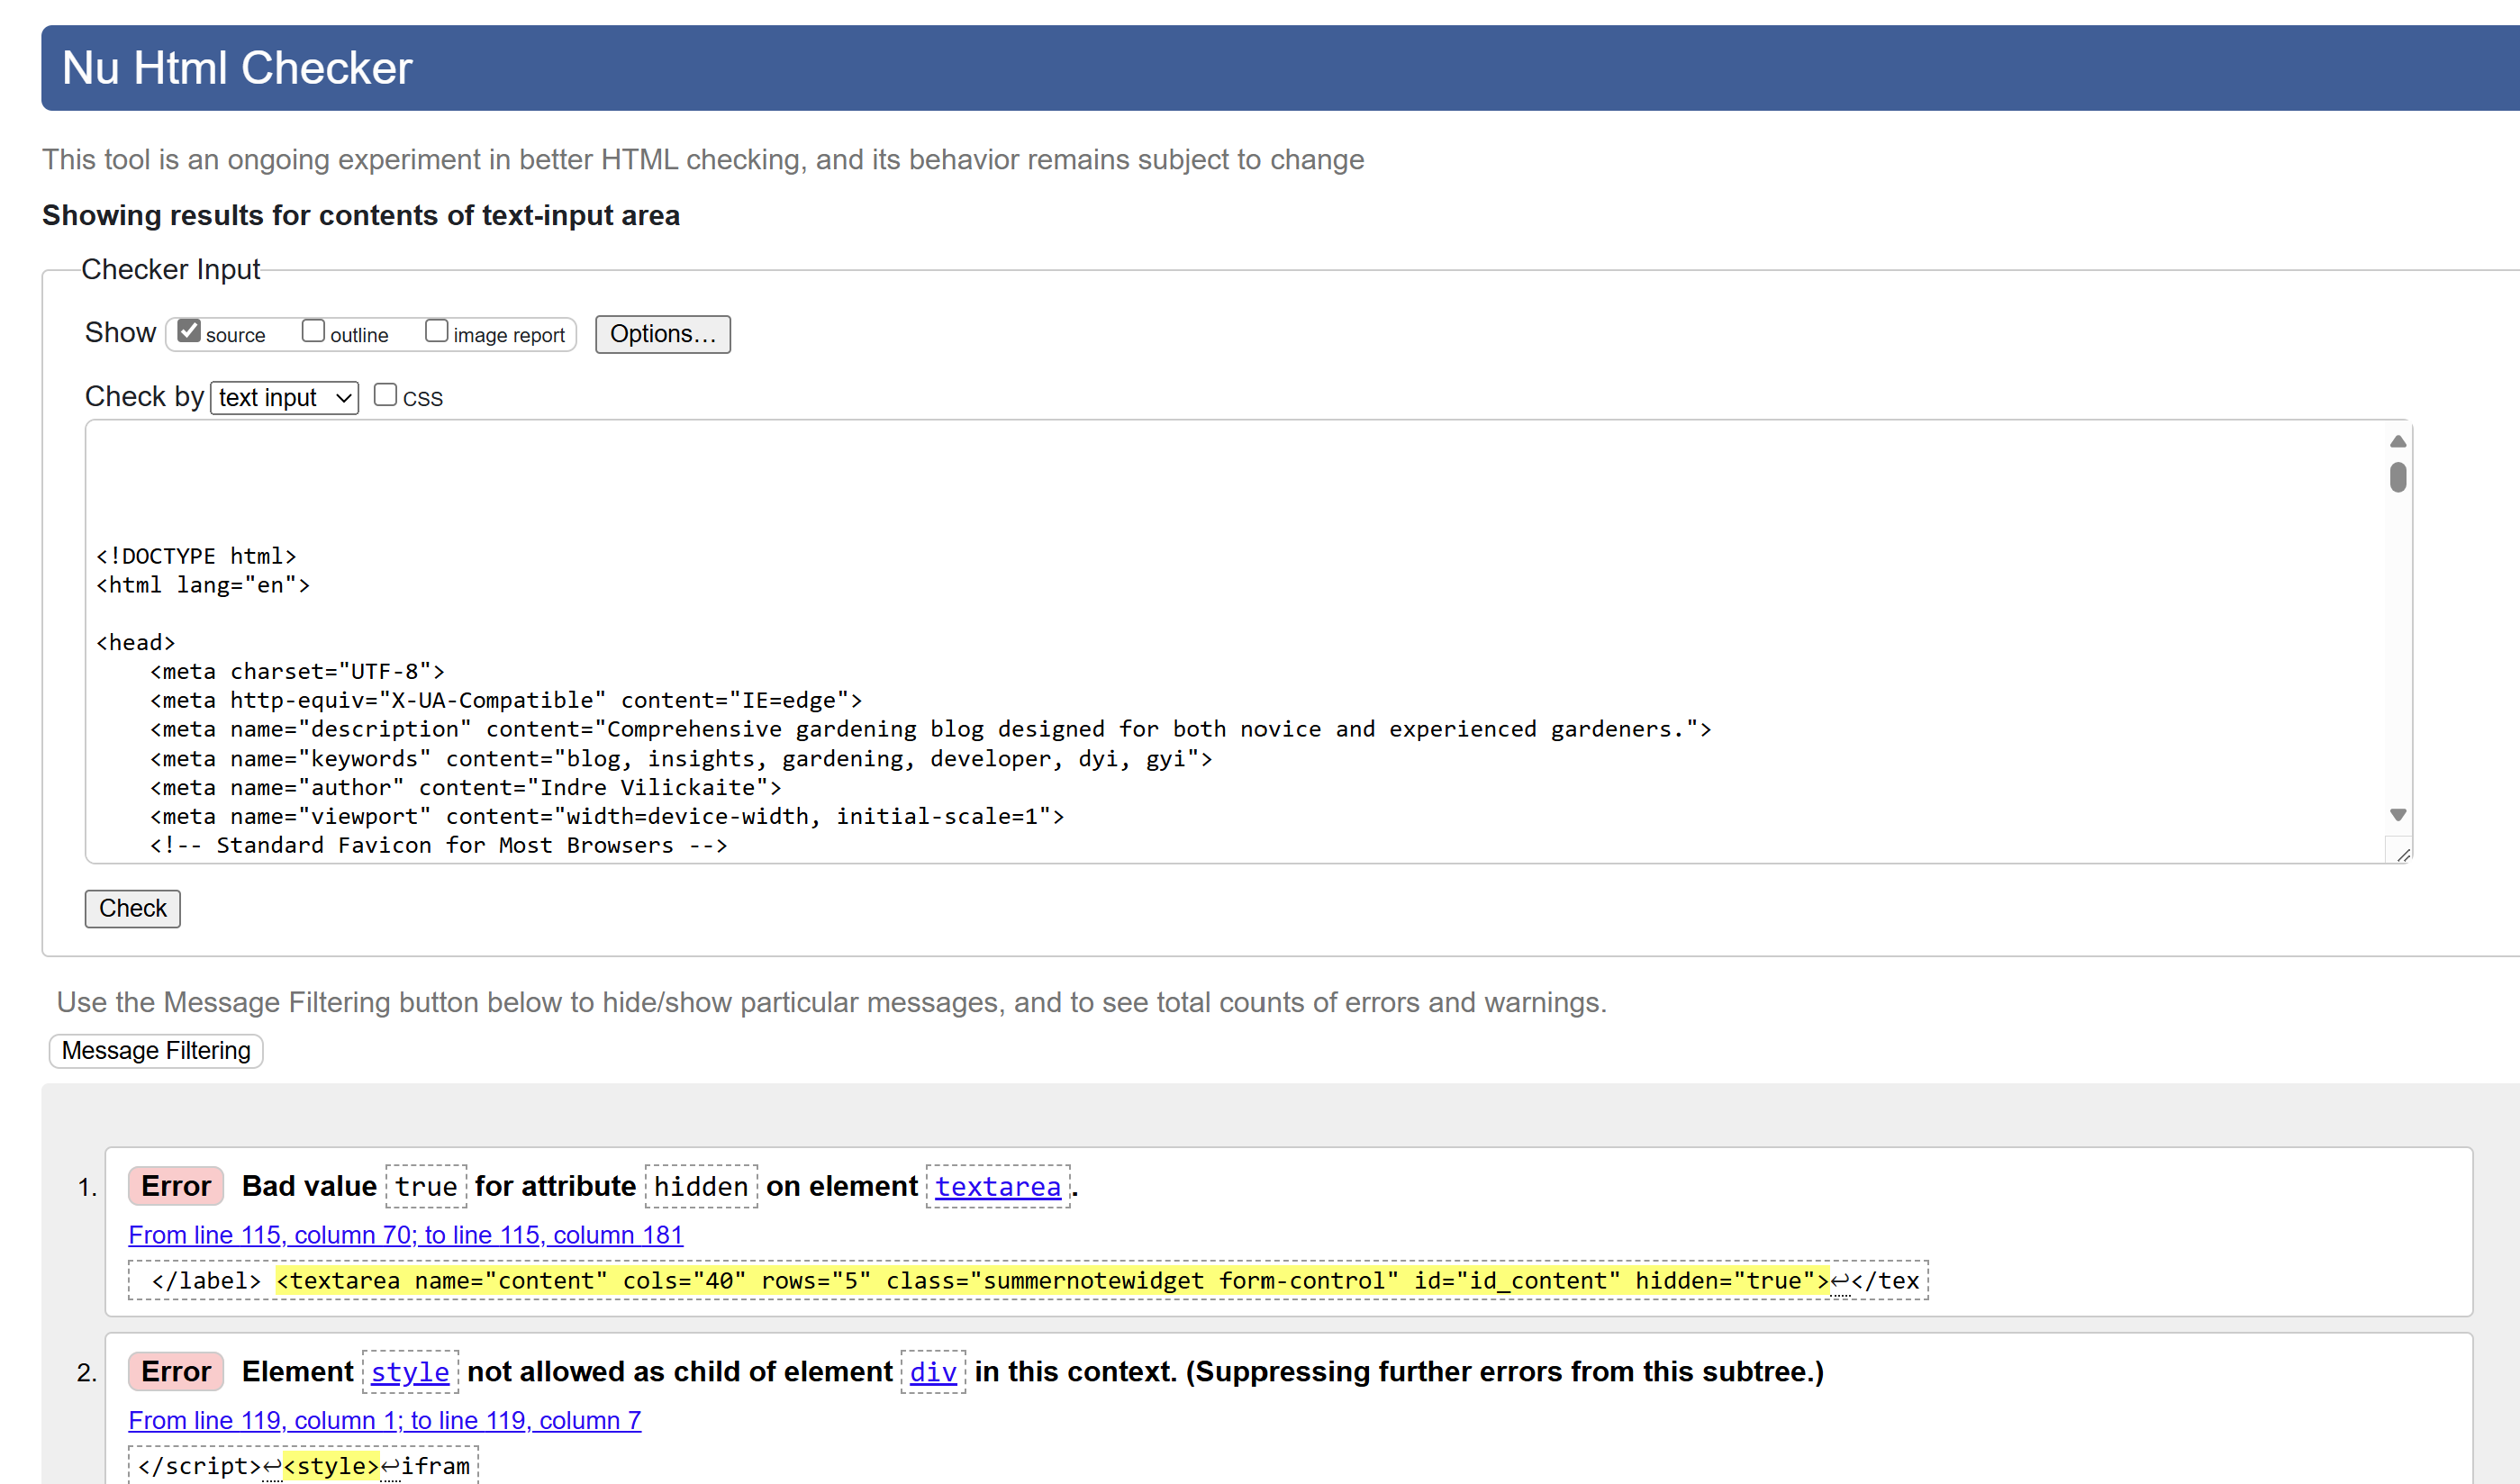 Nu Html Checker
This tool is an ongoing experiment in better HTML checking, and its behavior remains subject to change
Showing results for contents of text-input area
Checker Input
Show source outline image report Options…
Check by text input CSS
<!DOCTYPE html>
<html lang="en">
<head>
<meta charset="UTF-8">
<meta http-equiv="X-UA-Compatible" content="IE=edge">
<meta name="description" content="Comprehensive gardening blog designed for both novice and experienced gardeners.">
<meta name="keywords" content="blog, insights, gardening, developer, dyi, gyi">
<meta name="author" content="Indre Vilickaite">
<meta name="viewport" content="width=device-width, initial-scale=1">
<!-- Standard Favicon for Most Browsers -->
Check
Use the Message Filtering button below to hide/show particular messages, and to see total counts of errors and warnings.
Message Filtering
1. Error Bad value true for attribute hidden on element textarea.
From line 115, column 70; to line 115, column 181
</label> <textarea name="content" cols="40" rows="5" class="summernotewidget form-control" id="id_content" hidden="true">↩</tex
2. Error Element style not allowed as child of element div in this context. (Suppressing further errors from this subtree.)
From line 119, column 1; to line 119, column 7
</script>↩<style>↩ifram